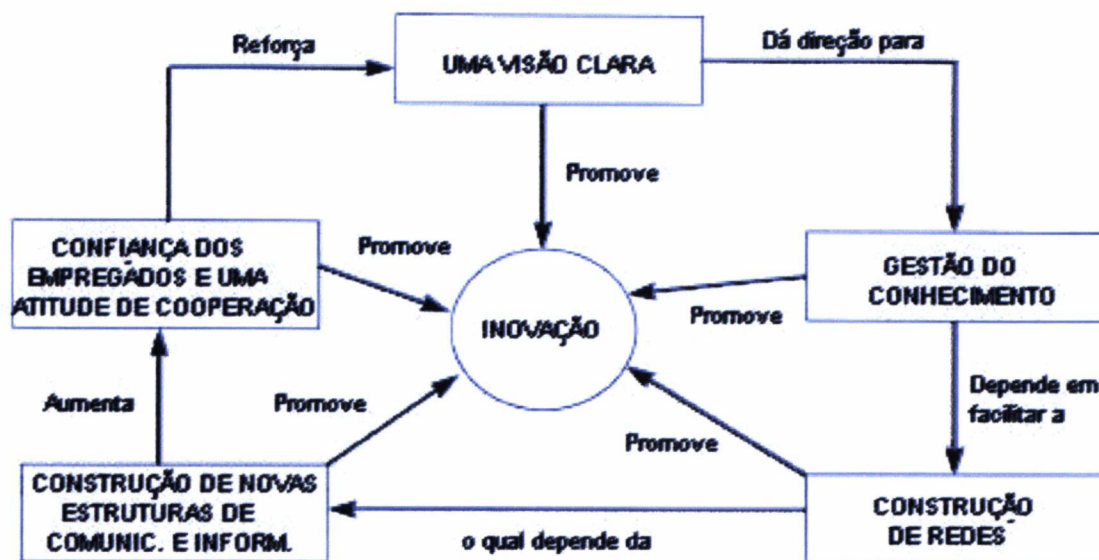 Reforça
UMA VISÃO CLARA
Dá direção para
Promove
CONFIANÇA DOS
EMPREGADOS E UMA
ATITUDE DE COOPERAÇÃO
Promove
INOVAÇÃO
Promove
GESTÃO DO
CONHECIMENTO
Aumenta
Promove
Promove
Depende em
facilitar a
CONSTRUÇÃO DE NOVAS
ESTRUTURAS DE
COMUNIC. E INFORM.
o qual depende da
CONSTRUÇÃO
DE REDES